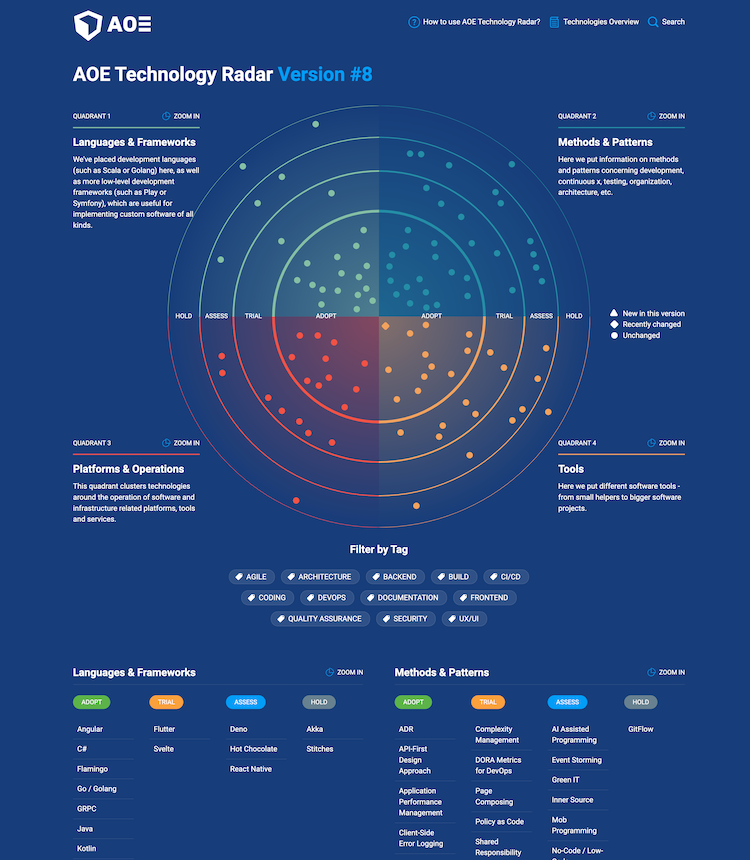 AOE
How to use AOE Technology Radar?
Technologies Overview
Search
AOE Technology Radar Version #8
QUADRANT 1
ZOOM IN
Languages & Frameworks
We've placed development languages
(such as Scala or Golang) here, as well
as more low-level development
frameworks (such as Play or
Symfony), which are useful for
implementing custom software of all
kinds.
QUADRANT 2
ZOOM IN
Methods & Patterns
Here we put information on methods
and patterns concerning development,
continuous x, testing, organization,
architecture, etc.
HOLD
ASSESS
TRIAL
ADOPT
ADOPT
TRIAL
ASSESS
HOLD
New in this version
Recently changed
Unchanged
QUADRANT 3
ZOOM IN
Platforms & Operations
This quadrant clusters technologies
around the operation of software and
infrastructure related platforms, tools
and services.
QUADRANT 4
ZOOM IN
Tools
Here we put different software tools -
from small helpers to bigger software
projects.
Filter by Tag
AGILE
ARCHITECTURE
BACKEND
BUILD
CI/CD
CODING
DEVOPS
DOCUMENTATION
FRONTEND
QUALITY ASSURANCE
SECURITY
UX/UI
Languages & Frameworks
ZOOM IN
ADOPT
Angular
C#
Flamingo
Go / Golang
GRPC
Java
Kotlin
TRIAL
Flutter
Svelte
ASSESS
Deno
Hot Chocolate
React Native
HOLD
Akka
Stitches
Methods & Patterns
ZOOM IN
ADOPT
ADR
API-First
Design
Approach
Application
Performance
Management
Client-Side
Error Logging
TRIAL
Complexity
Management
DORA Metrics
for DevOps
Page
Composing
Policy as Code
Shared
Responsibility
ASSESS
AI Assisted
Programming
Event Storming
Green IT
Inner Source
Mob
Programming
No-Code / Low-
HOLD
GitFlow